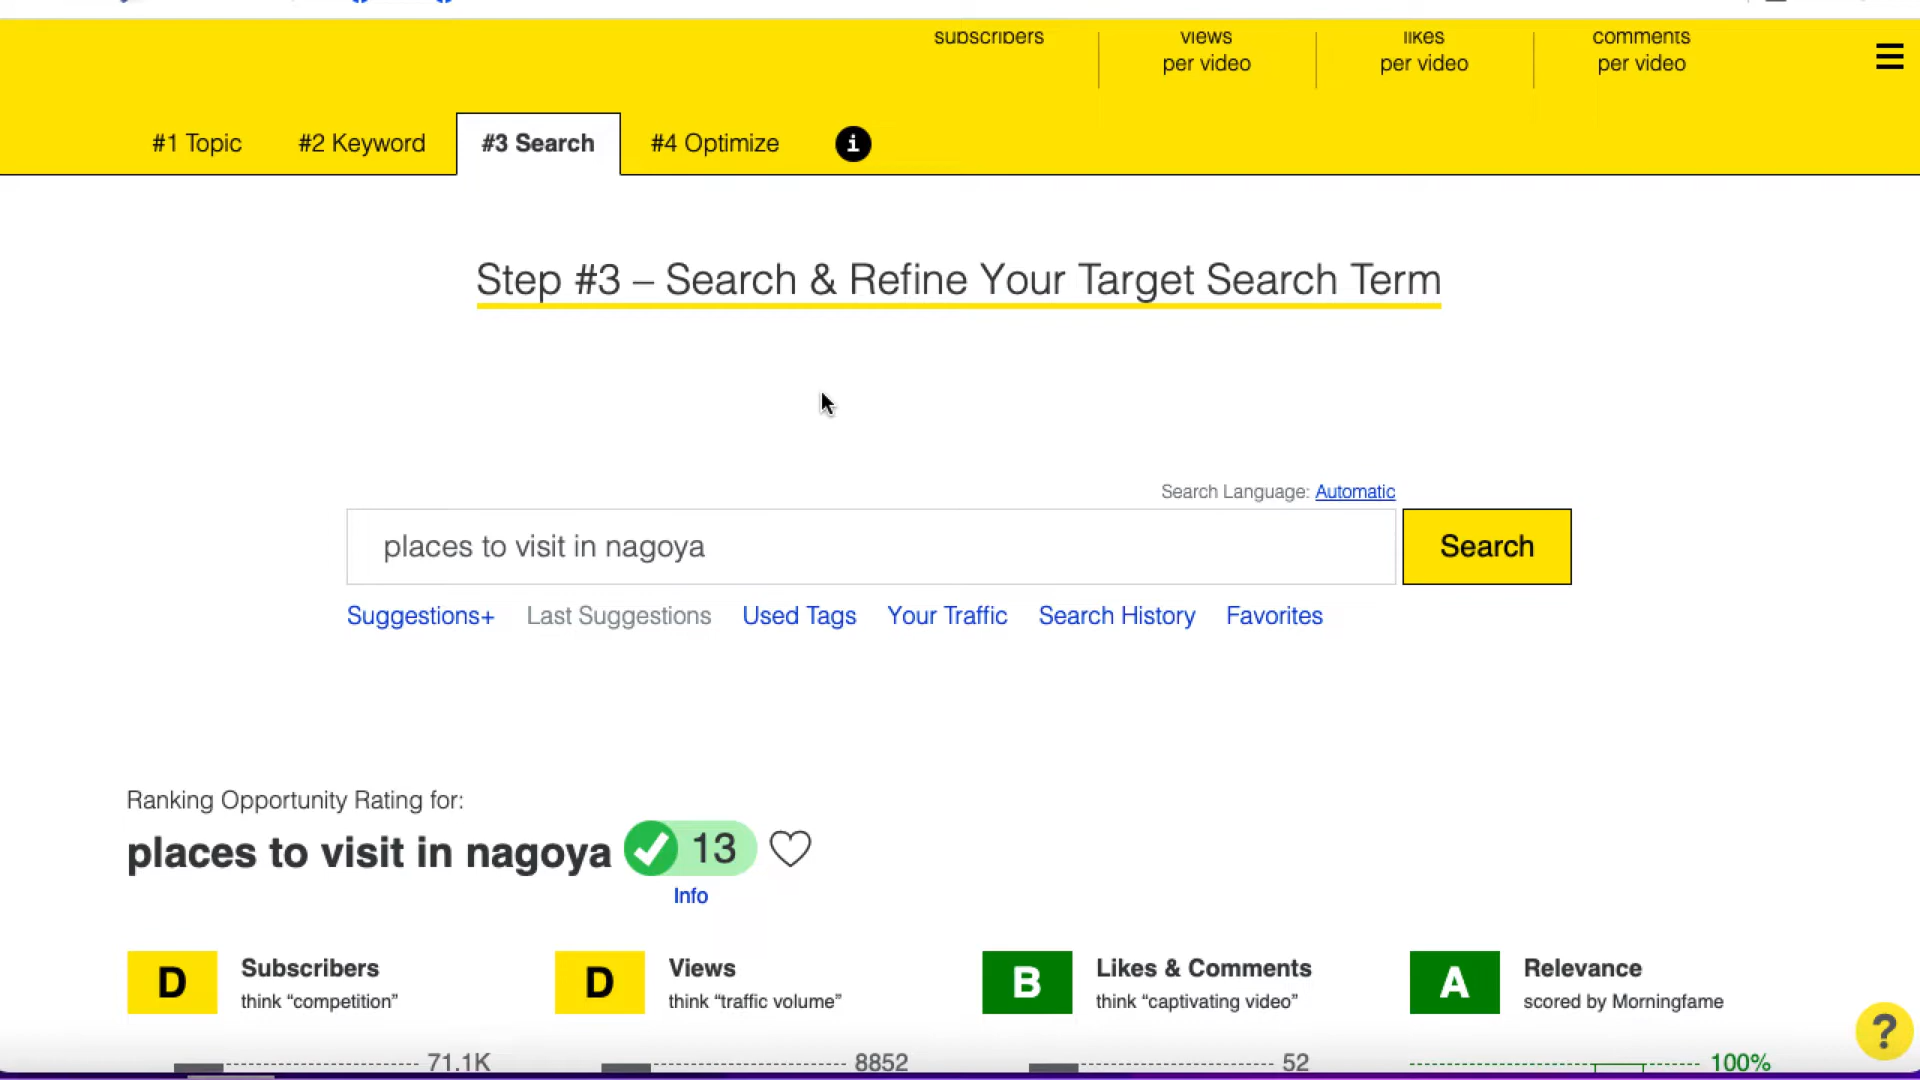 subscribers
views
per video
likes
per video
comments
per video
#1 Topic
#2 Keyword
#3 Search
#4 Optimize
i
Step #3 – Search & Refine Your Target Search Term
Search Language: Automatic
places to visit in nagoya
Search
Suggestions+
Last Suggestions
Used Tags
Your Traffic
Search History
Favorites
Ranking Opportunity Rating for:
places to visit in nagoya
13
Info
D
Subscribers
think “competition”
71.1K
D
Views
think “traffic volume”
8852
B
Likes & Comments
think “captivating video”
52
A
Relevance
scored by Morningfame
100%
?